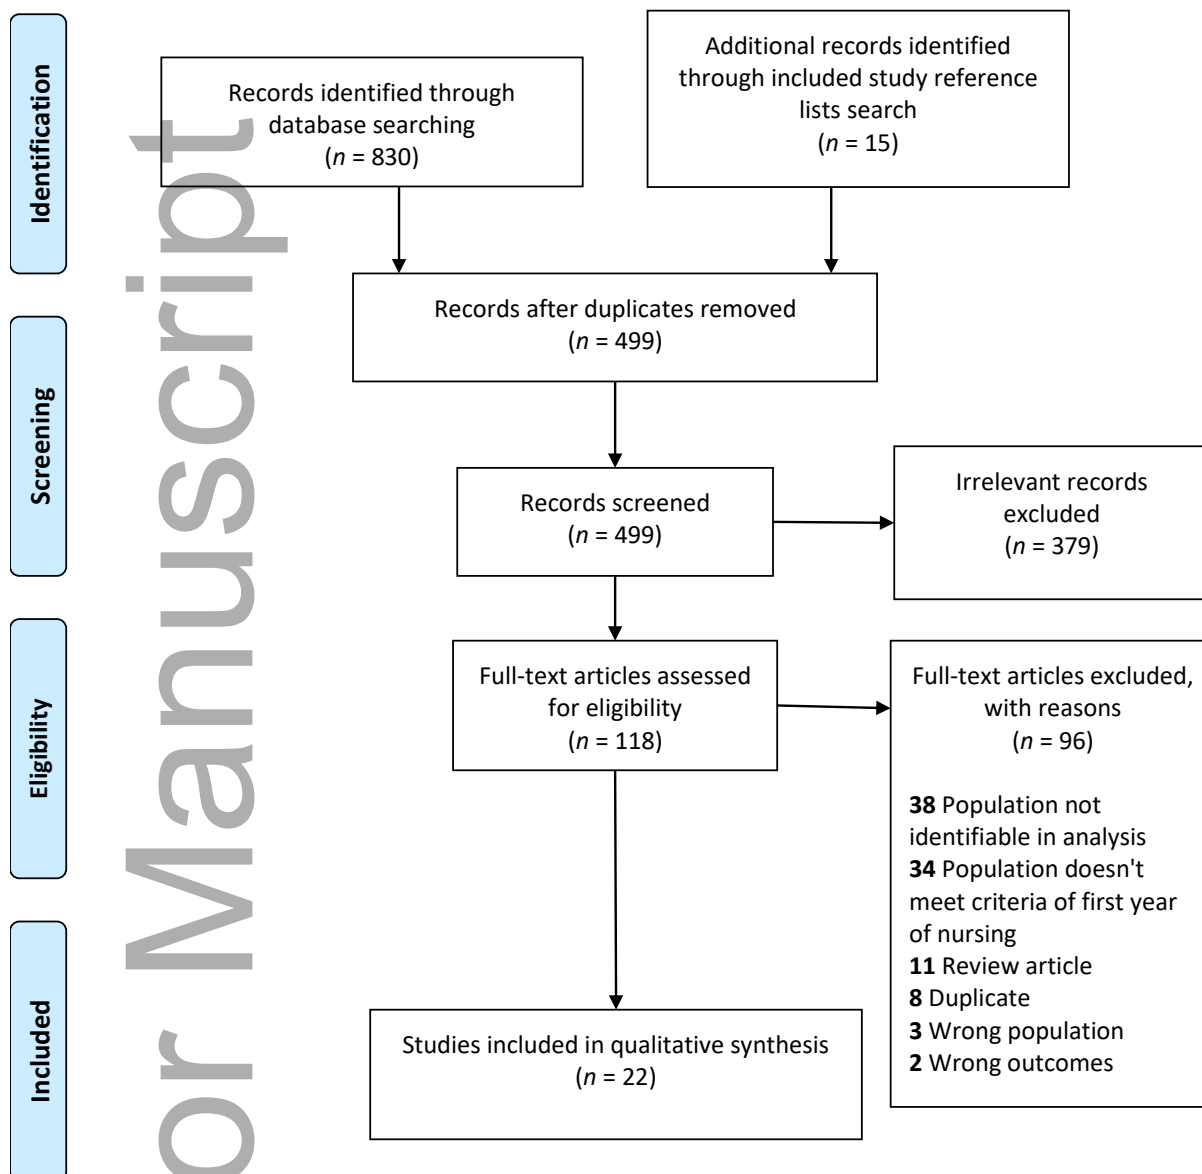 Identification
Records identified through
database searching
(n = 830)
Additional records identified
through included study reference
lists search
(n = 15)
Records after duplicates removed
(n = 499)
Screening
Records screened
(n = 499)
Irrelevant records
excluded
(n = 379)
Eligibility
Full-text articles assessed
for eligibility
(n = 118)
Full-text articles excluded,
with reasons
(n = 96)
38 Population not
identifiable in analysis
34 Population doesn't
meet criteria of first year
of nursing
11 Review article
8 Duplicate
3 Wrong population
2 Wrong outcomes
Included
Studies included in qualitative synthesis
(n = 22)
or Manuscript